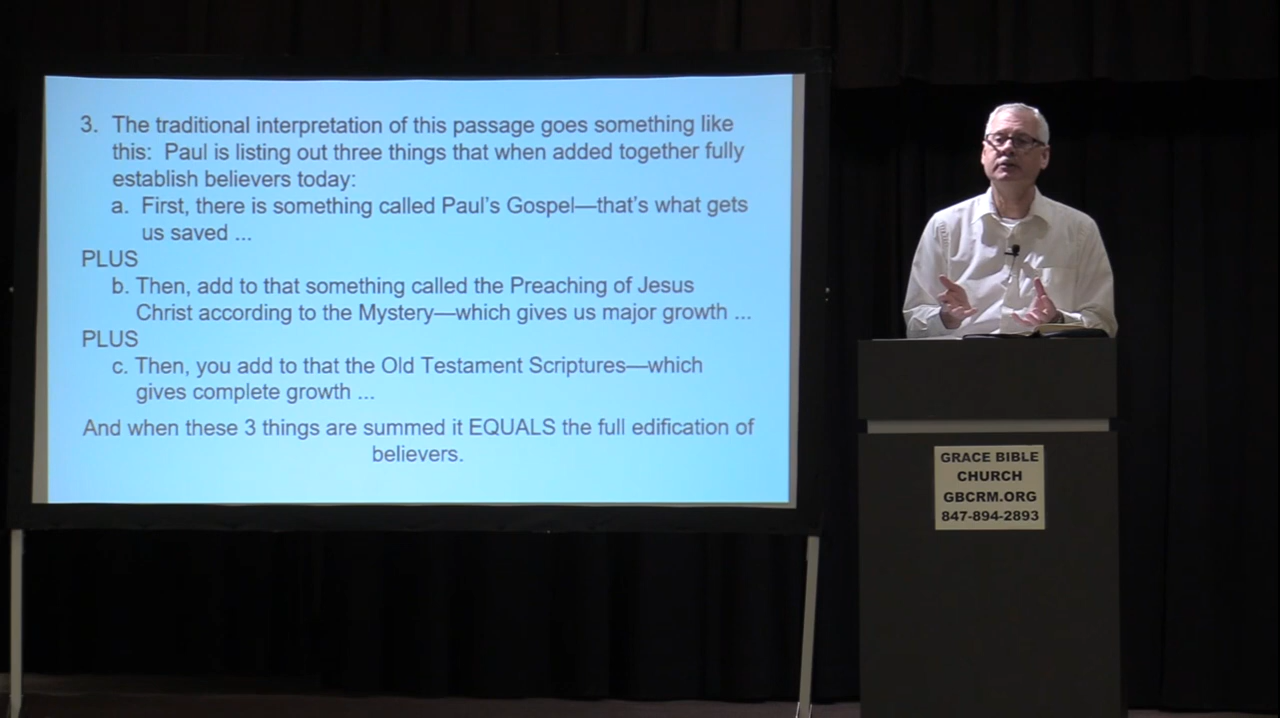 3. The traditional interpretation of this passage goes something like
this: Paul is listing out three things that when added together fully
establish believers today:
a. First, there is something called Paul's Gospel—that's what gets
us saved ...
PLUS
b. Then, add to that something called the Preaching of Jesus
Christ according to the Mystery—which gives us major growth ...
PLUS
c. Then, you add to that the Old Testament Scriptures—which
gives complete growth ...
And when these 3 things are summed it EQUALS the full edification of
believers.
GRACE BIBLE
CHURCH
GBCRM.ORG
847-894-2893